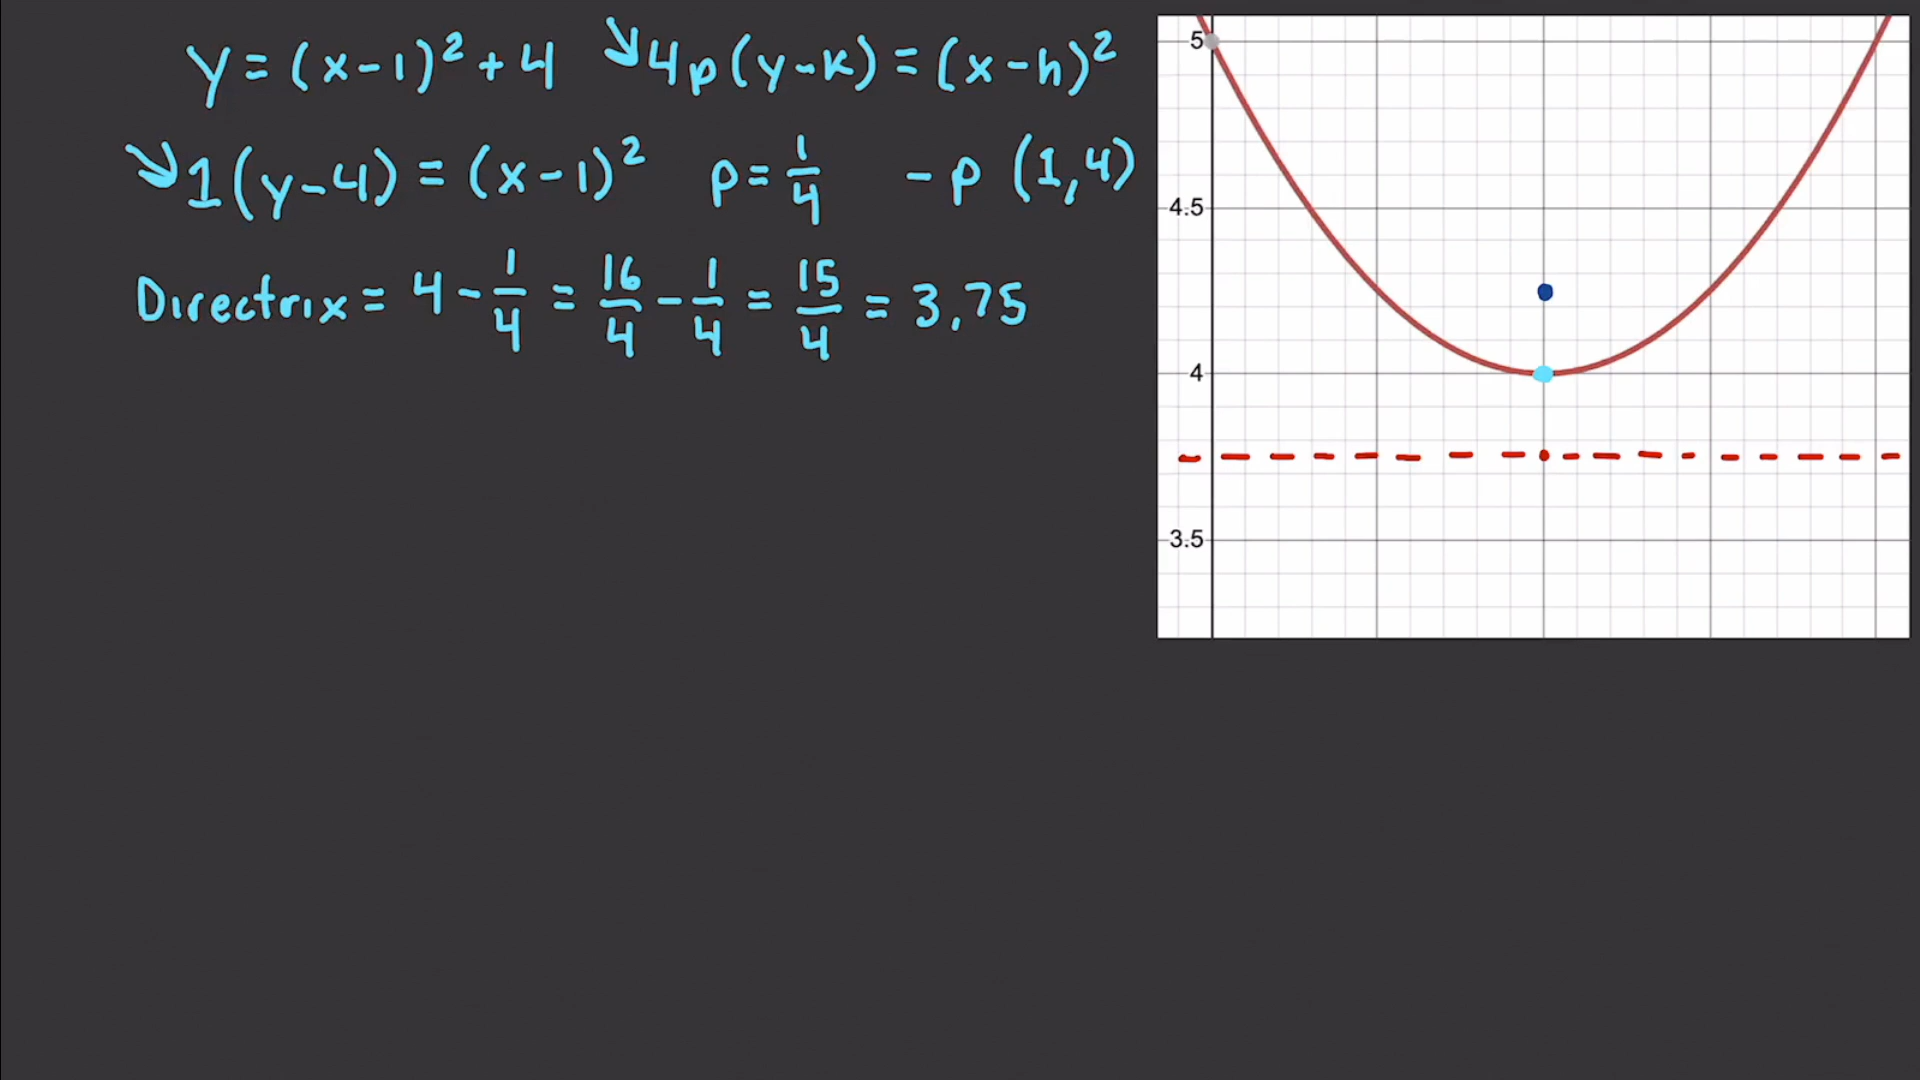 y = (x-1)² + 4 ↘ 4p(y-k) = (x-h)²
↘ 1(y-4) = (x-1)² p = 1/4 - p (1,4)
Directrix = 4 - 1/4 = 16/4 - 1/4 = 15/4 = 3.75
5
4.5
4
3.5